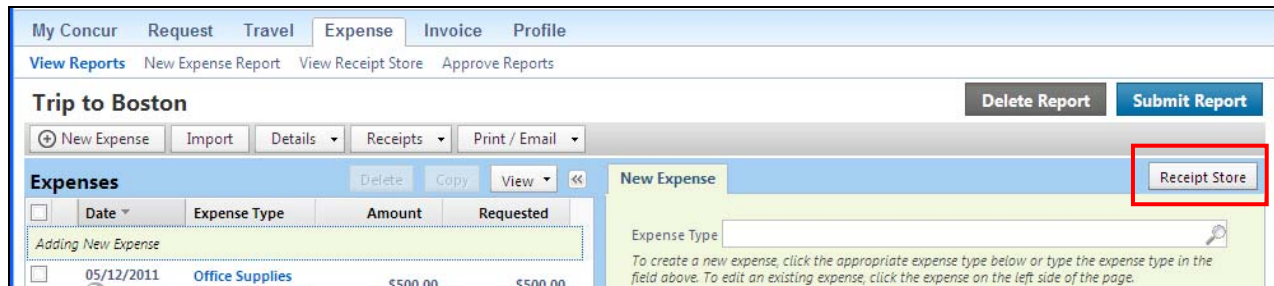 My Concur Request Travel Expense Invoice Profile
View Reports New Expense Report View Receipt Store Approve Reports
Trip to Boston Delete Report Submit Report
New Expense Import Details Receipts Print / Email
Expenses Delete Copy View New Expense Receipt Store
Date Expense Type Amount Requested
Adding New Expense
Expense Type
To create a new expense, click the appropriate expense type below or type the expense type in the
field above. To edit an existing expense, click the expense on the left side of the page.
05/12/2011 Office Supplies $500.00 $500.00